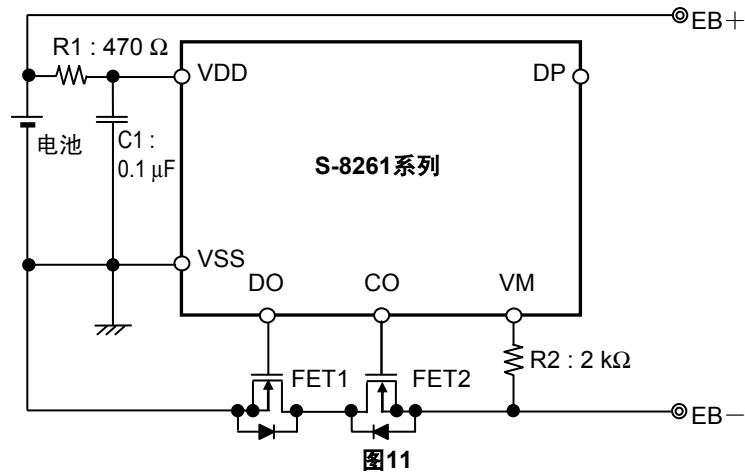 EB+
R1 : 470 Ω
VDD
DP
电池
C1 :
0.1 μF
S-8261系列
VSS
DO
CO
VM
FET1
FET2
R2 : 2 kΩ
EB−
图11